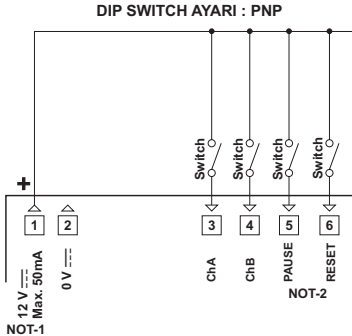 DIP SWITCH AYARI : PNP
Switch
Switch
Switch
Switch
+
1
2
3
4
5
6
12 V
Max. 50mA
0 V
ChA
ChB
PAUSE
RESET
NOT-2
NOT-1